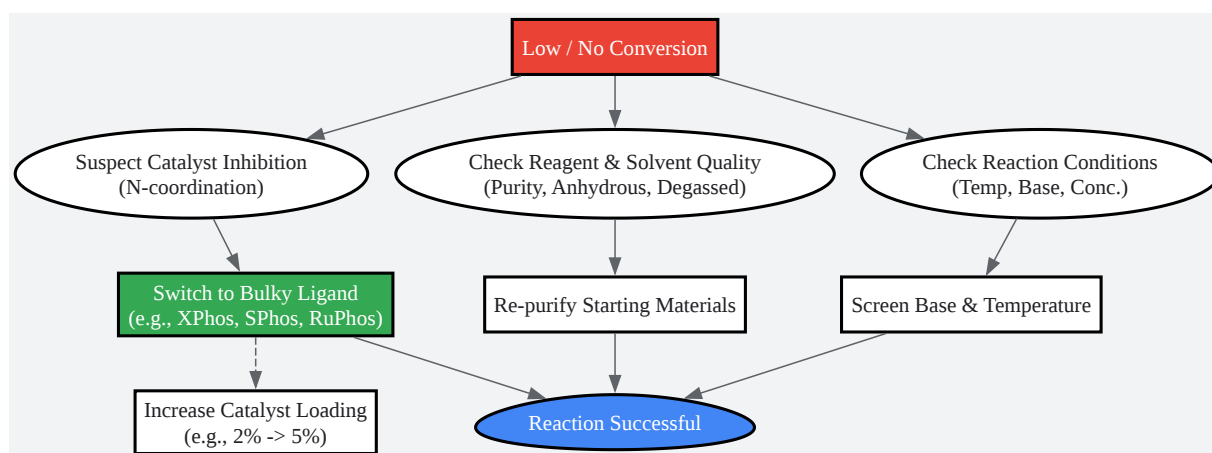 Low / No Conversion
Suspect Catalyst Inhibition
(N-coordination)
Check Reagent & Solvent Quality
(Purity, Anhydrous, Degassed)
Check Reaction Conditions
(Temp, Base, Conc.)
Switch to Bulky Ligand
(e.g., XPhos, SPhos, RuPhos)
Re-purify Starting Materials
Screen Base & Temperature
Increase Catalyst Loading
(e.g., 2% -> 5%)
Reaction Successful